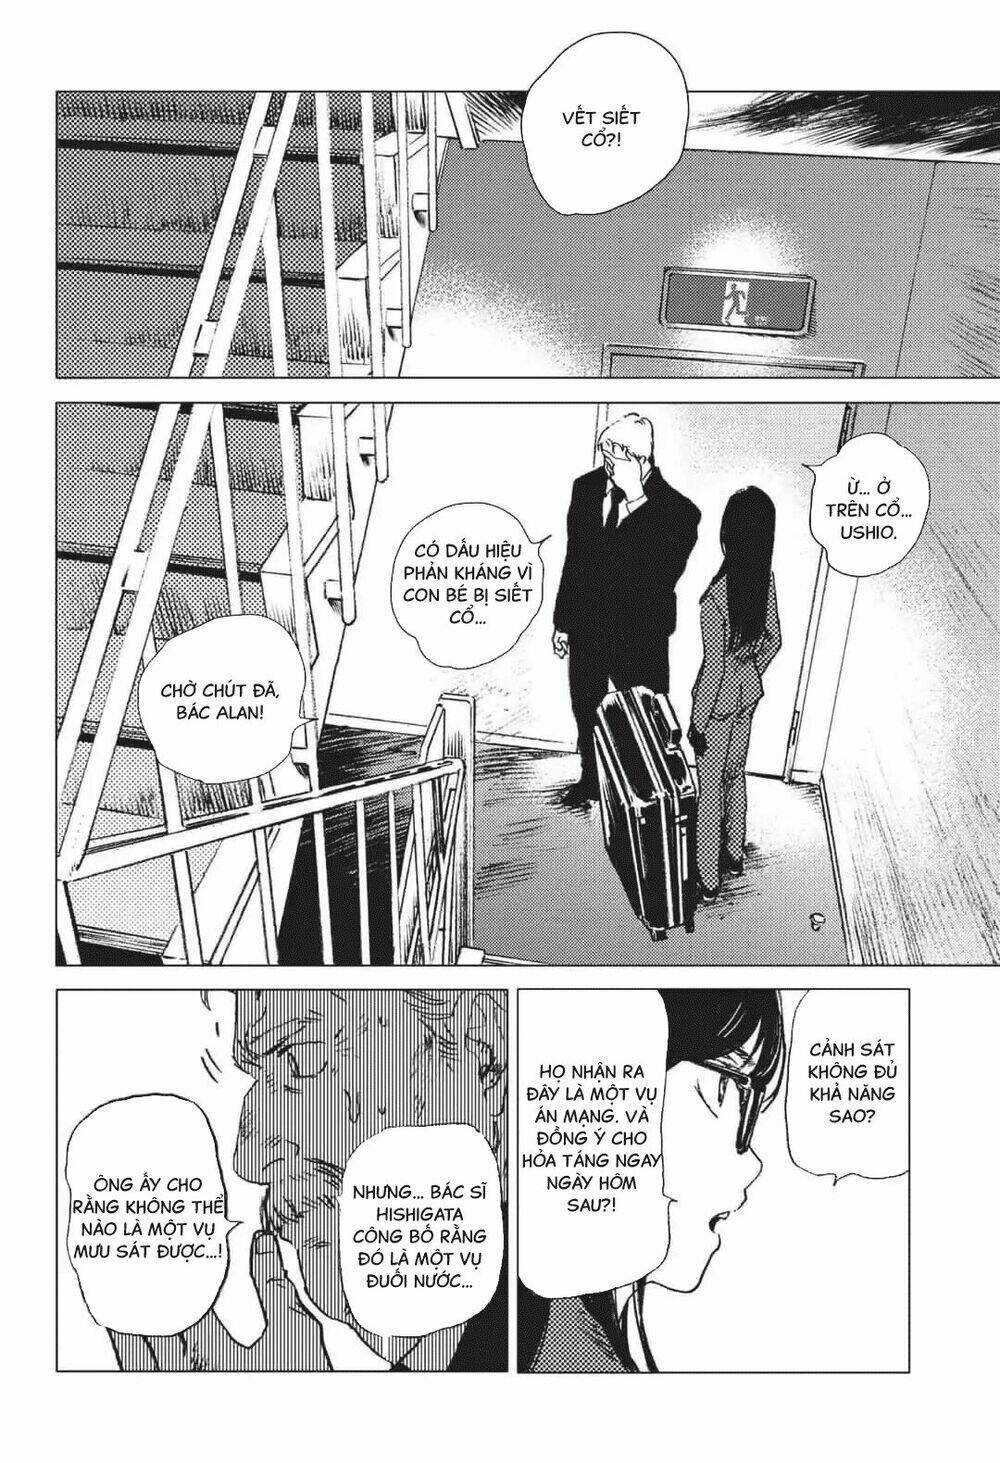 VẾT SIẾT
CỔ?!
Ừ... Ở
TRÊN CỔ...
USHIO.
CÓ DẤU HIỆU
PHẢN KHÁNG VÌ
CON BÉ BỊ SIẾT
CỔ...
CHỜ CHÚT ĐÃ,
BÁC ALAN!
CẢNH SÁT
KHÔNG ĐỦ
KHẢ NĂNG
SAO?
HỌ NHẬN RA
ĐÂY LÀ MỘT VỤ
ÁN MẠNG. VÀ
ĐỒNG Ý CHO
HỎA TÁNG NGAY
NGÀY HÔM
SAU?!
NHƯNG... BÁC SĨ
HISHIGATA
CÔNG BỐ RẰNG
ĐÓ LÀ MỘT VỤ
ĐUỐI NƯỚC...
ÔNG ẤY CHO
RẰNG KHÔNG THỂ
NÀO LÀ MỘT VỤ
MƯU SÁT ĐƯỢC...!